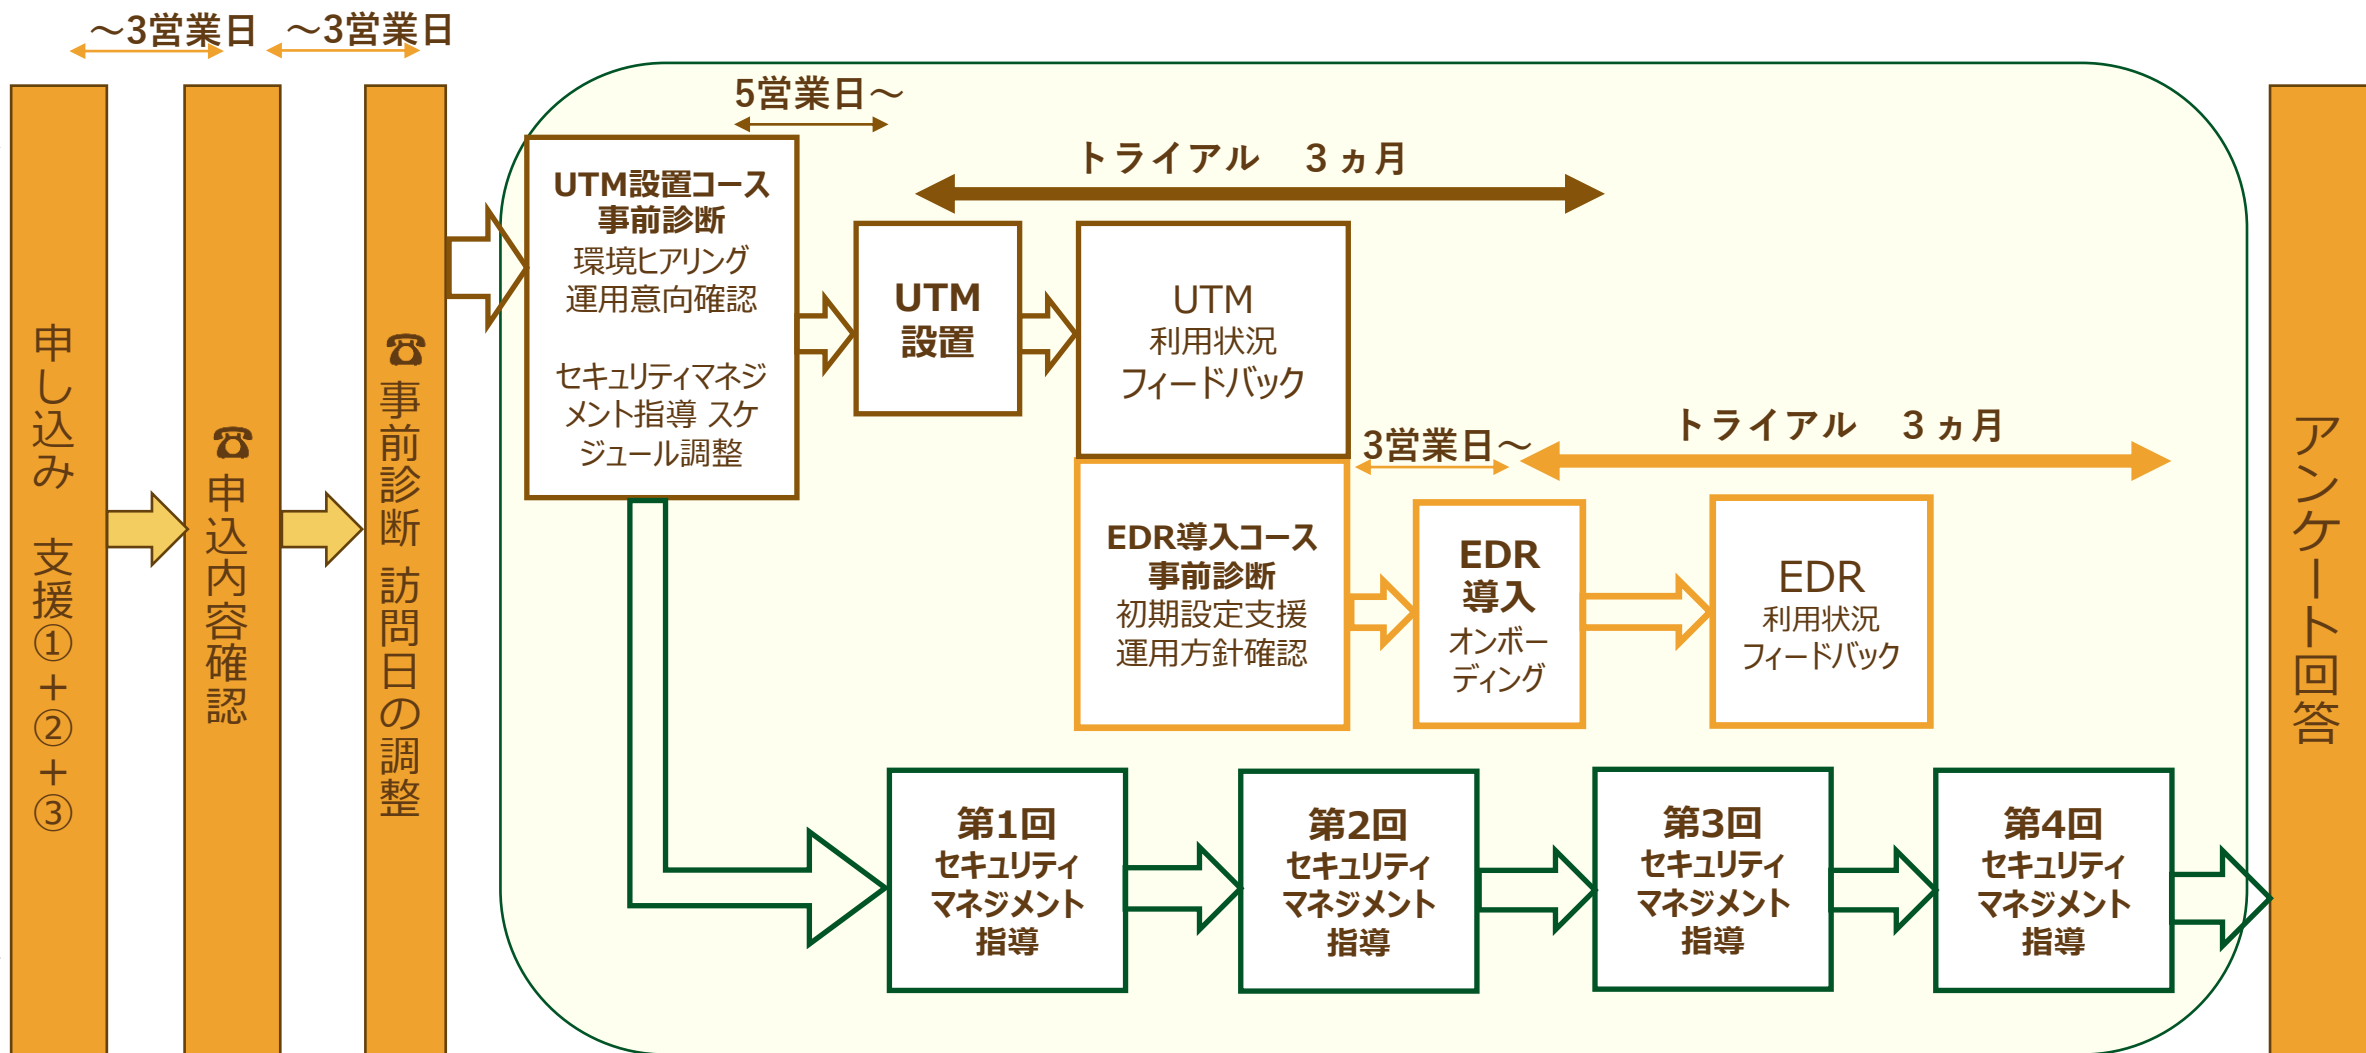 ～3営業日
～3営業日
申し込み　支援①＋②＋③
☎申込内容確認
☎事前診断 訪問日の調整
5営業日～
UTM設置コース
事前診断
環境ヒアリング
運用意向確認
セキュリティマネジ
メント指導 スケ
ジュール調整
トライアル　３ヵ月
UTM
設置
UTM
利用状況
フィードバック
3営業日～
トライアル　３ヵ月
EDR導入コース
事前診断
初期設定支援
運用方針確認
EDR
導入
オンボー
ディング
EDR
利用状況
フィードバック
第1回
セキュリティ
マネジメント
指導
第2回
セキュリティ
マネジメント
指導
第3回
セキュリティ
マネジメント
指導
第4回
セキュリティ
マネジメント
指導
アンケート回答